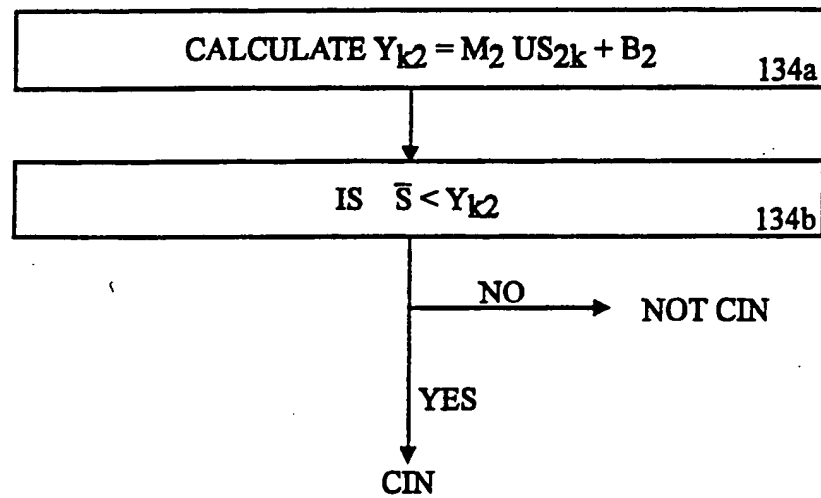 CALCULATE Yk2 = M2 US2k + B2
134a
IS S̅ < Yk2
134b
NO
NOT CIN
YES
CIN